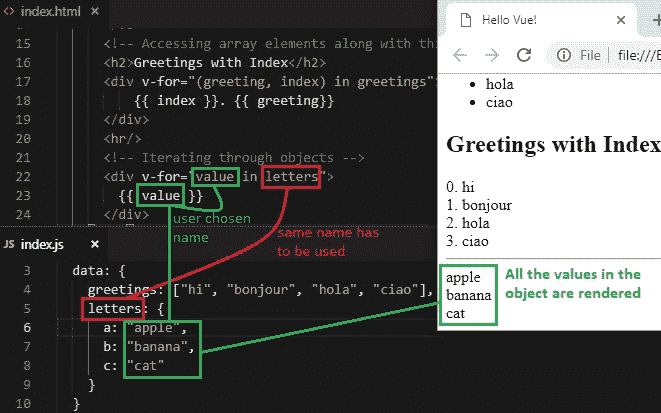 <> index.html ×
15 <!-- Accessing array elements along with thi
16 <h2>Greetings with Index</h2>
17 <div v-for="(greeting, index) in greetings"
18 {{ index }}. {{ greeting}}
19 </div>
20 <hr/>
21 <!-- Iterating through objects -->
22 <div v-for="value in letters">
23 {{ value }}
24 </div>
user chosen
name
same name has
to be used
JS index.js ×
3 data: {
4 greetings: ["hi", "bonjour", "hola", "ciao"],
5 letters: {
6 a: "apple",
7 b: "banana",
8 c: "cat"
9 }
10 }
Hello Vue! ×
File | file:///E
• hola
• ciao
Greetings with Index
0. hi
1. bonjour
2. hola
3. ciao
apple
banana
cat
All the values in the
object are rendered